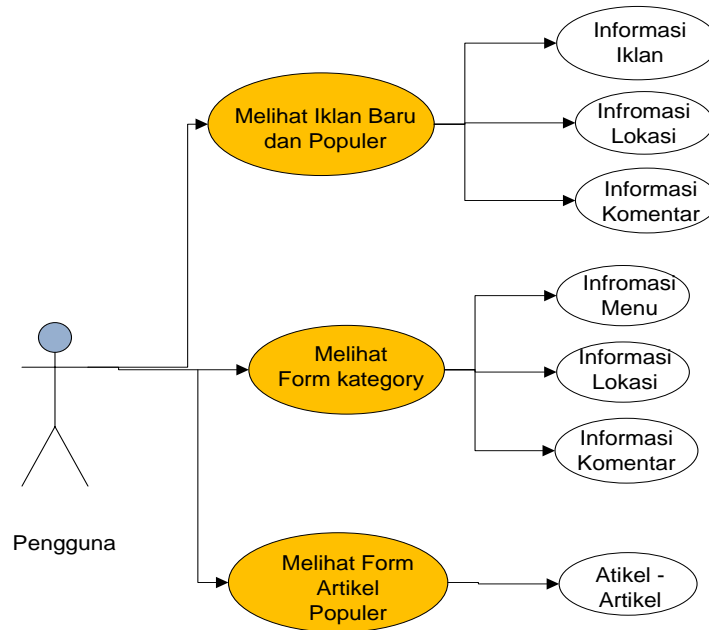 Informasi
Iklan
Melihat Iklan Baru
dan Populer
Infromasi
Lokasi
Informasi
Komentar
Infromasi
Menu
Melihat
Form kategory
Informasi
Lokasi
Informasi
Komentar
Pengguna
Melihat Form
Artikel
Populer
Atikel -
Artikel